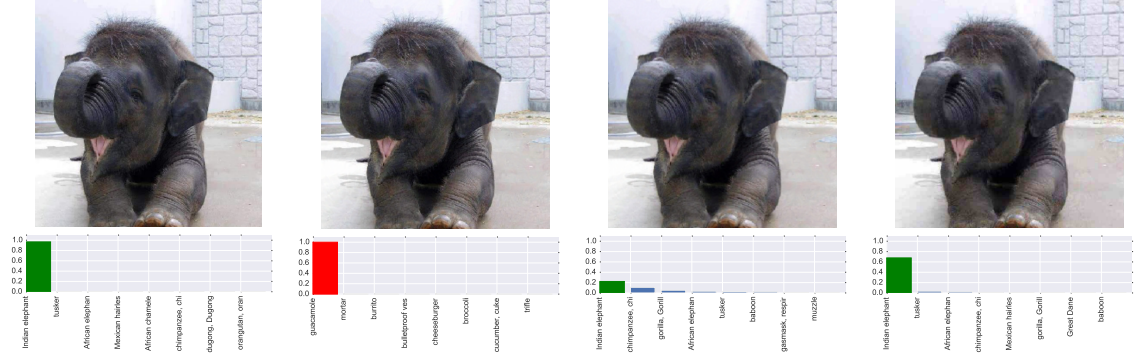 1.0
0.8
0.6
0.4
0.2
0.0
Indian elephant
tusker
African elephan
Mexican hairles
African chamele
chimpanzee, chi
dugong, Dugong
orangutan, oran
1.0
0.8
0.6
0.4
0.2
0.0
guacamole
mortar
burrito
bulletproof ves
cheeseburger
broccoli
cucumber, cuke
trifle
1.0
0.8
0.6
0.4
0.2
0.0
Indian elephant
chimpanzee, chi
gorilla, Gorill
African elephan
tusker
baboon
gasmask, respir
muzzle
1.0
0.8
0.6
0.4
0.2
0.0
Indian elephant
tusker
African elephan
chimpanzee, chi
Mexican hairles
gorilla, Gorill
Great Dane
baboon